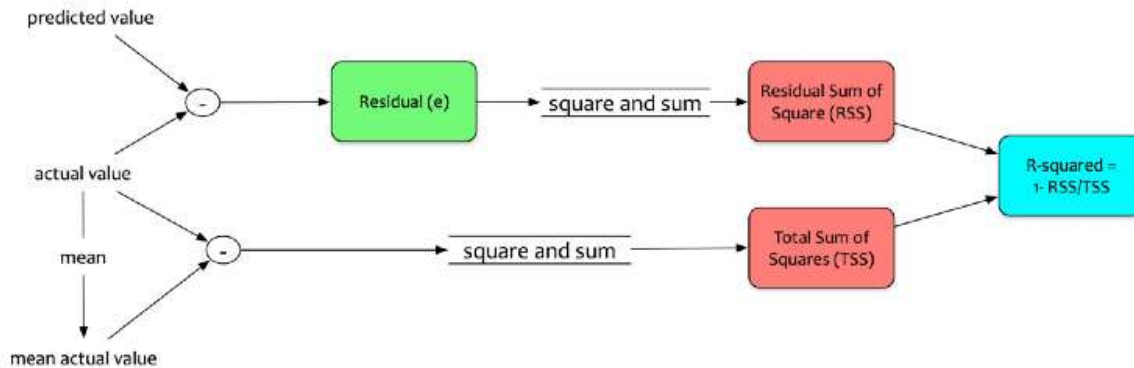 predicted value
-
Residual (e)
square and sum
Residual Sum of
Square (RSS)
actual value
R-squared =
1- RSS/TSS
mean
-
square and sum
Total Sum of
Squares (TSS)
mean actual value